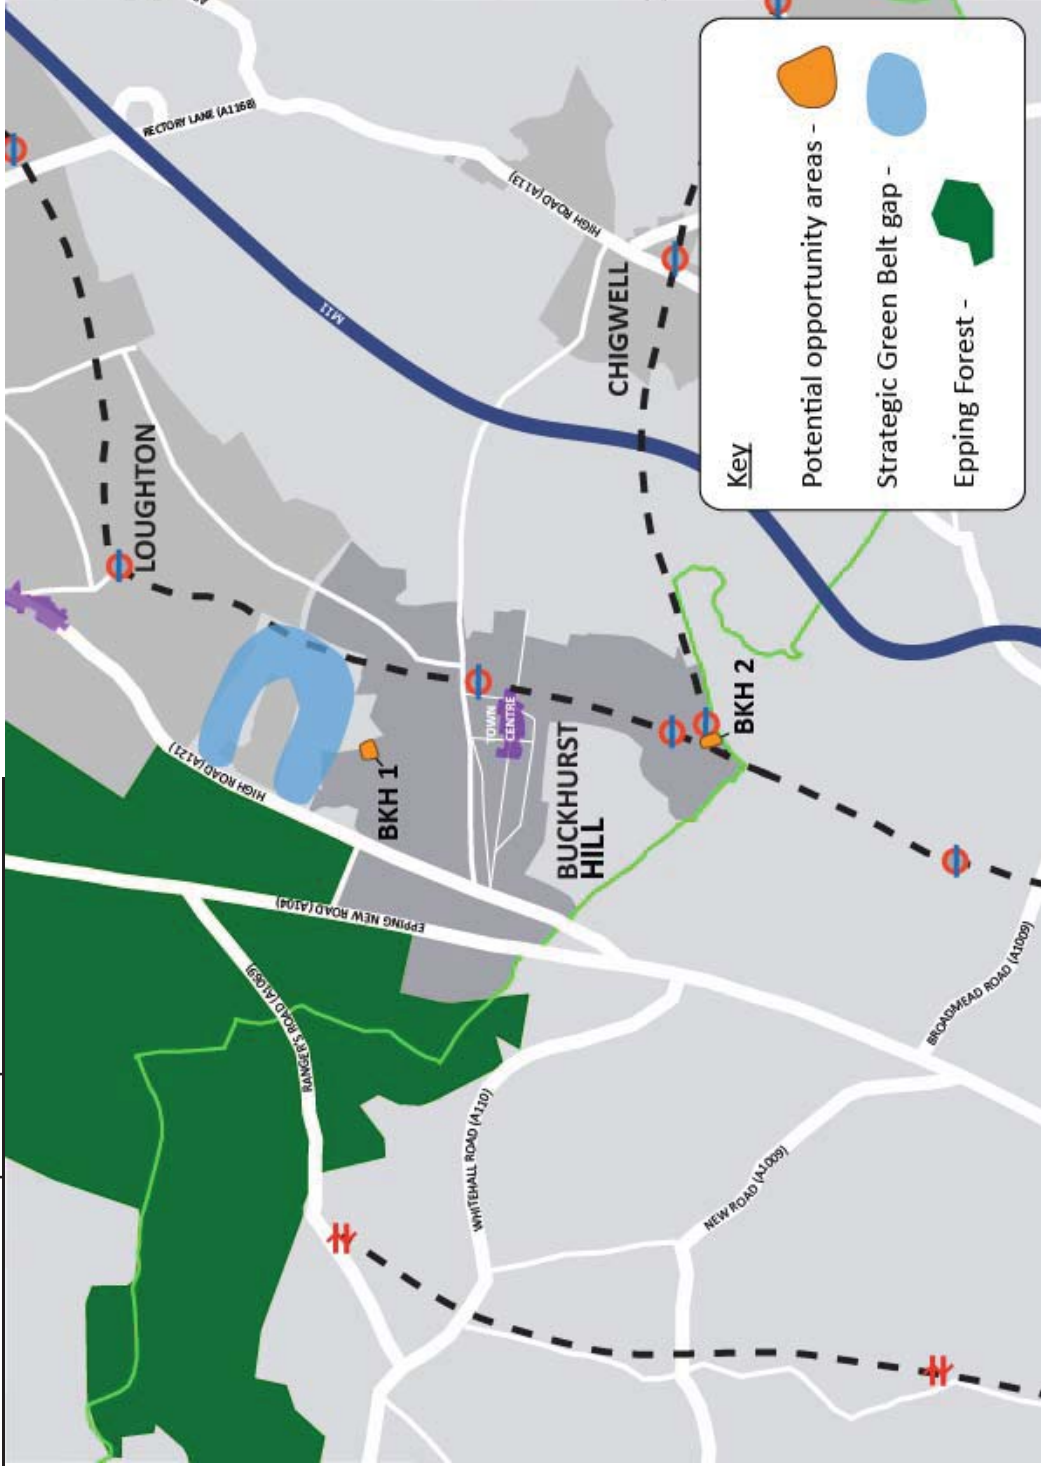 RECTORY LANE (A1168)
HIGH ROAD (A113)
M11
LOUGHTON
CHIGWELL
HIGH ROAD (A121)
BKH 1
TOWN
CENTRE
BUCKHURST
HILL
BKH 2
EPPING NEW ROAD (A104)
RANGER'S ROAD (A1069)
WHITEHALL ROAD (A110)
NEW ROAD (A1009)
BROADMEAD ROAD (A1009)
Key
Potential opportunity areas -
Strategic Green Belt gap -
Epping Forest -